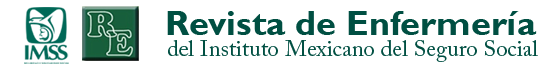 IMSS
RE
Revista de Enfermería
del Instituto Mexicano del Seguro Social